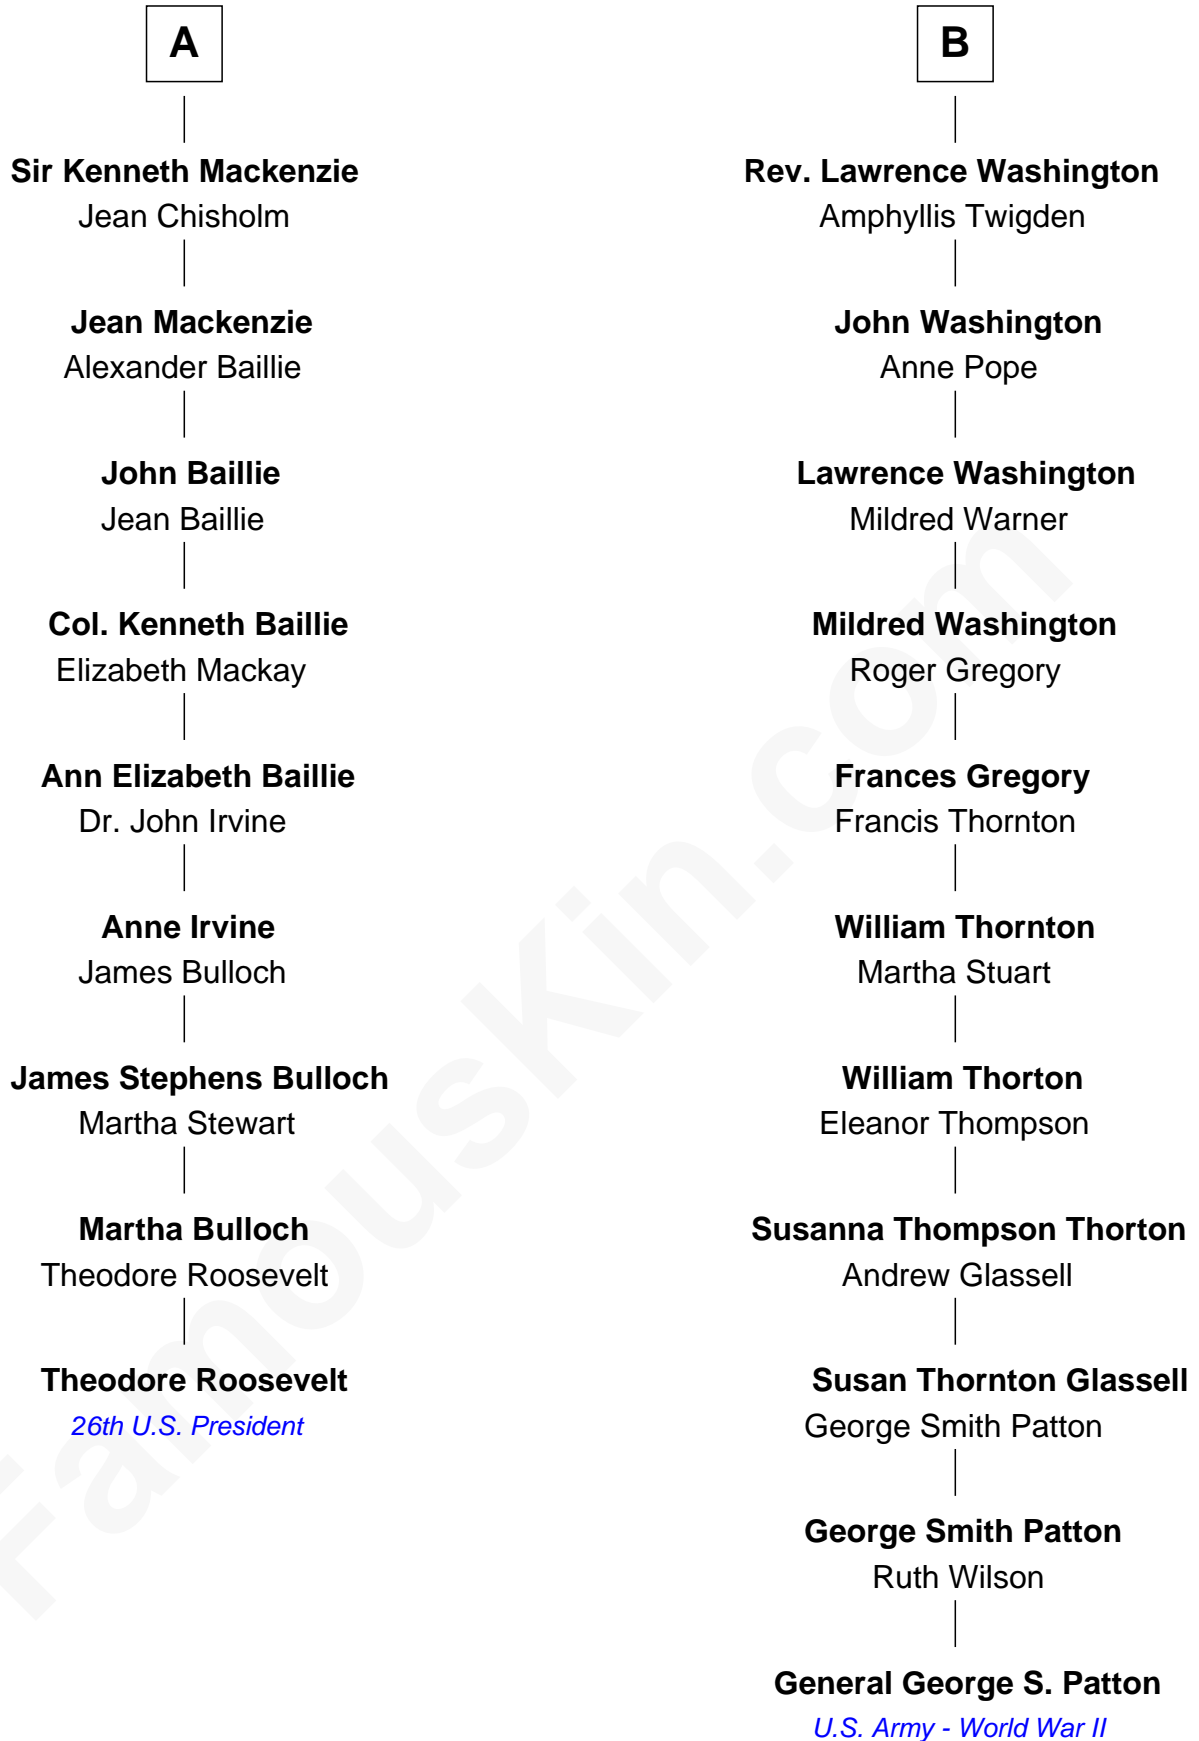 A
Sir Kenneth Mackenzie
Jean Chisholm
Jean Mackenzie
Alexander Baillie
John Baillie
Jean Baillie
Col. Kenneth Baillie
Elizabeth Mackay
Ann Elizabeth Baillie
Dr. John Irvine
Anne Irvine
James Bulloch
James Stephens Bulloch
Martha Stewart
Martha Bulloch
Theodore Roosevelt
Theodore Roosevelt
26th U.S. President
B
Rev. Lawrence Washington
Amphyllis Twigden
John Washington
Anne Pope
Lawrence Washington
Mildred Warner
Mildred Washington
Roger Gregory
Frances Gregory
Francis Thornton
William Thornton
Martha Stuart
William Thorton
Eleanor Thompson
Susanna Thompson Thorton
Andrew Glassell
Susan Thornton Glassell
George Smith Patton
George Smith Patton
Ruth Wilson
General George S. Patton
U.S. Army - World War II
FamousKin.com